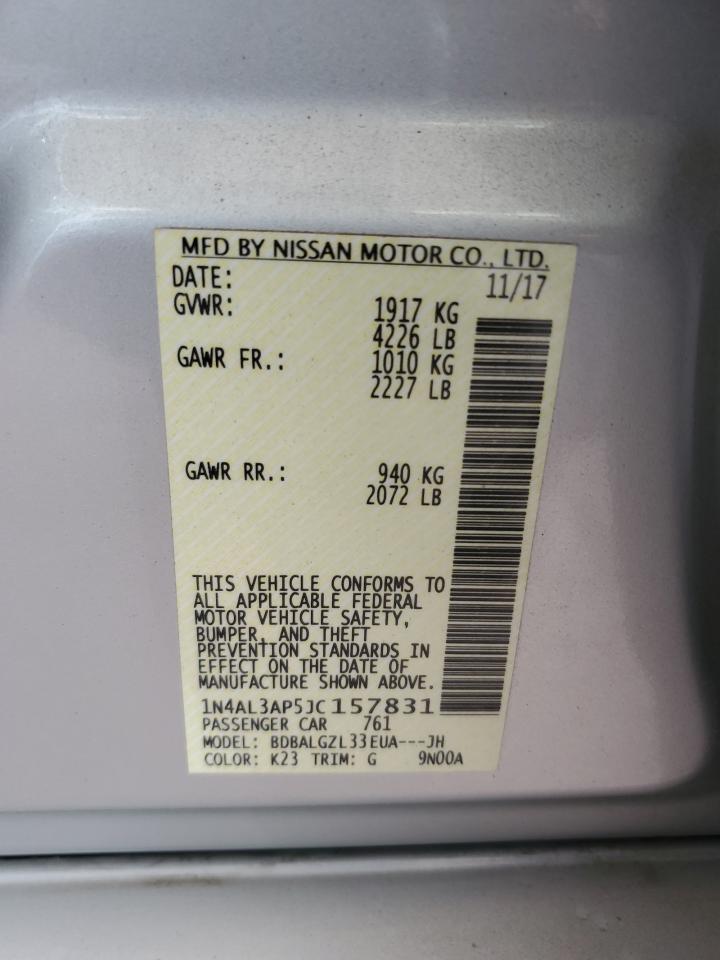 MFD BY NISSAN MOTOR CO., LTD.
DATE: 11/17
GVWR: 1917 KG
4226 LB
GAWR FR.: 1010 KG
2227 LB
GAWR RR.: 940 KG
2072 LB
THIS VEHICLE CONFORMS TO
ALL APPLICABLE FEDERAL
MOTOR VEHICLE SAFETY,
BUMPER, AND THEFT
PREVENTION STANDARDS IN
EFFECT ON THE DATE OF
MANUFACTURE SHOWN ABOVE.
1N4AL3AP5JC157831
PASSENGER CAR 761
MODEL: BDBALGZL33EUA---JH
COLOR: K23 TRIM: G 9N00A